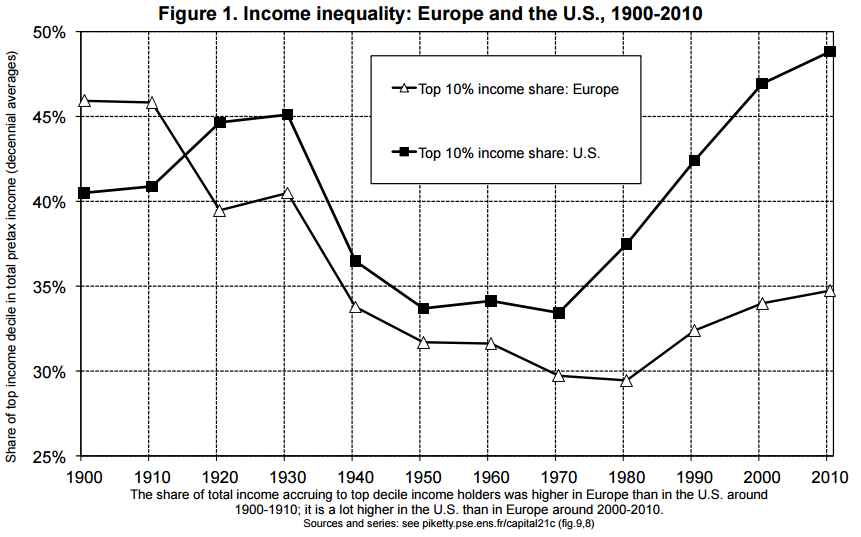 Figure 1. Income inequality: Europe and the U.S., 1900-2010
Share of top income decile in total pretax income (decennial averages)
50%
45%
40%
35%
30%
25%
Top 10% income share: Europe
Top 10% income share: U.S.
1900 1910 1920 1930 1940 1950 1960 1970 1980 1990 2000 2010
The share of total income accruing to top decile income holders was higher in Europe than in the U.S. around
1900-1910; it is a lot higher in the U.S. than in Europe around 2000-2010.
Sources and series: see piketty.pse.ens.fr/capital21c (fig.9,8)